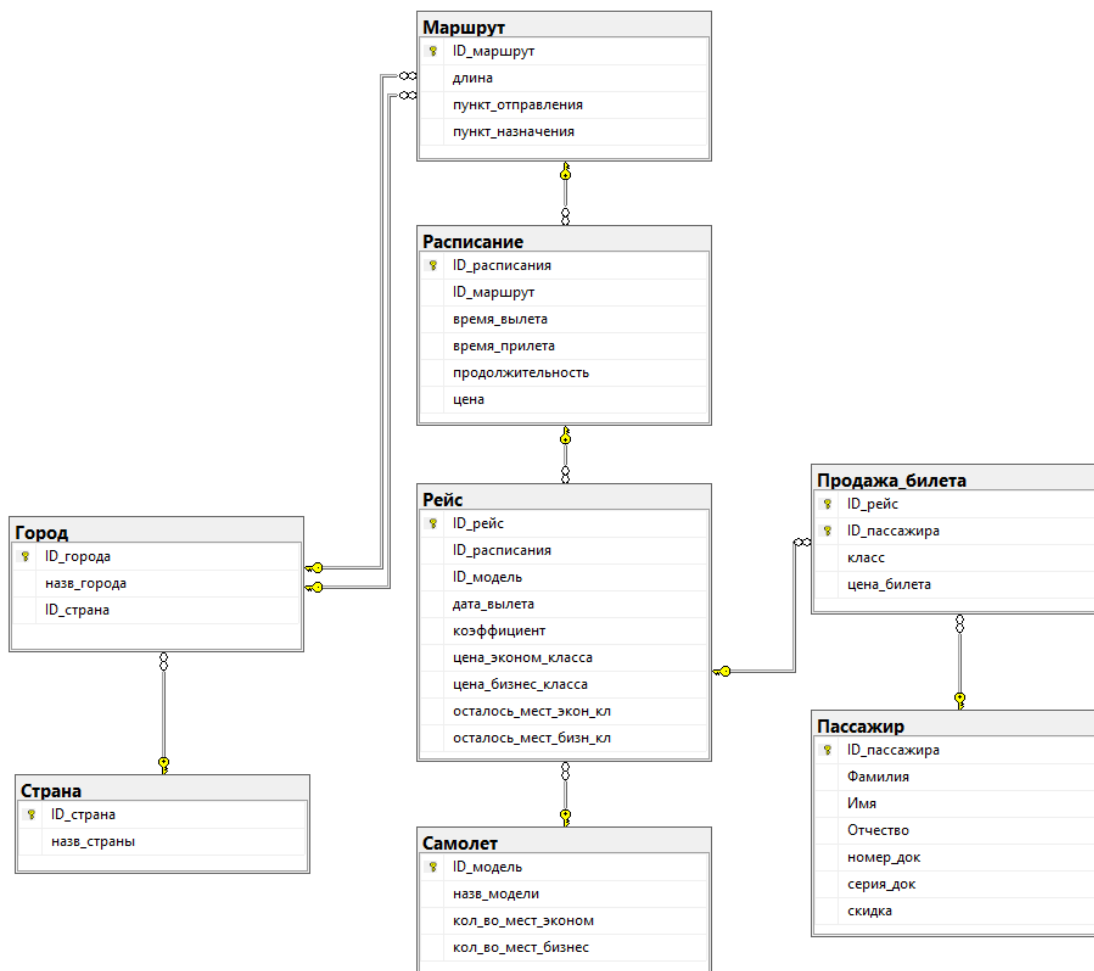 Маршрут
ID_маршрут
длина
пункт_отправления
пункт_назначения
Расписание
ID_расписания
ID_маршрут
время_вылета
время_прилета
продолжительность
цена
Рейс
ID_рейс
ID_расписания
ID_модель
дата_вылета
коэффициент
цена_эконом_класса
цена_бизнес_класса
осталось_мест_экон_кл
осталось_мест_бизн_кл
Продажа_билета
ID_рейс
ID_пассажира
класс
цена_билета
Город
ID_города
назв_города
ID_страна
Страна
ID_страна
назв_страны
Самолет
ID_модель
назв_модели
кол_во_мест_эконом
кол_во_мест_бизнес
Пассажир
ID_пассажира
Фамилия
Имя
Отчество
номер_док
серия_док
скидка